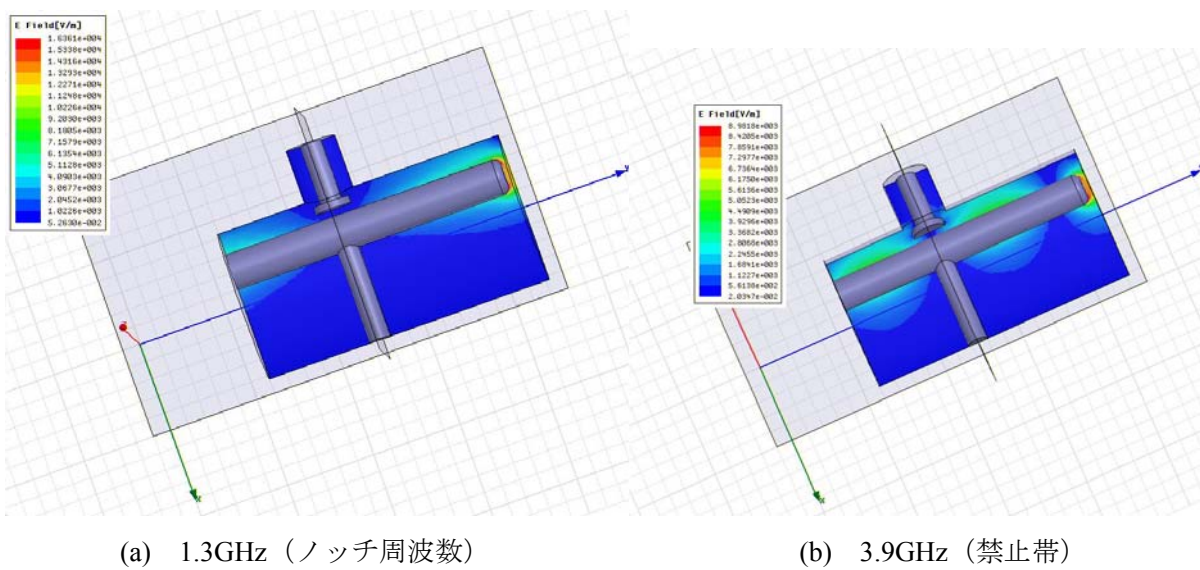 E Field[V/m]
1.6361e+004
1.5338e+004
1.4316e+004
1.3293e+004
1.2271e+004
1.1248e+004
1.0226e+004
9.2030e+003
8.1805e+003
7.1579e+003
6.1354e+003
5.1128e+003
4.0903e+003
3.0677e+003
2.0452e+003
1.0226e+003
5.2630e-002
E Field[V/m]
8.9818e+003
8.4205e+003
7.8591e+003
7.2977e+003
6.7364e+003
6.1750e+003
5.6136e+003
5.0523e+003
4.4909e+003
3.9296e+003
3.3682e+003
2.8068e+003
2.2455e+003
1.6841e+003
1.1227e+003
5.6138e+002
2.0347e-002
(a) 1.3GHz（ノッチ周波数）
(b) 3.9GHz（禁止帯）